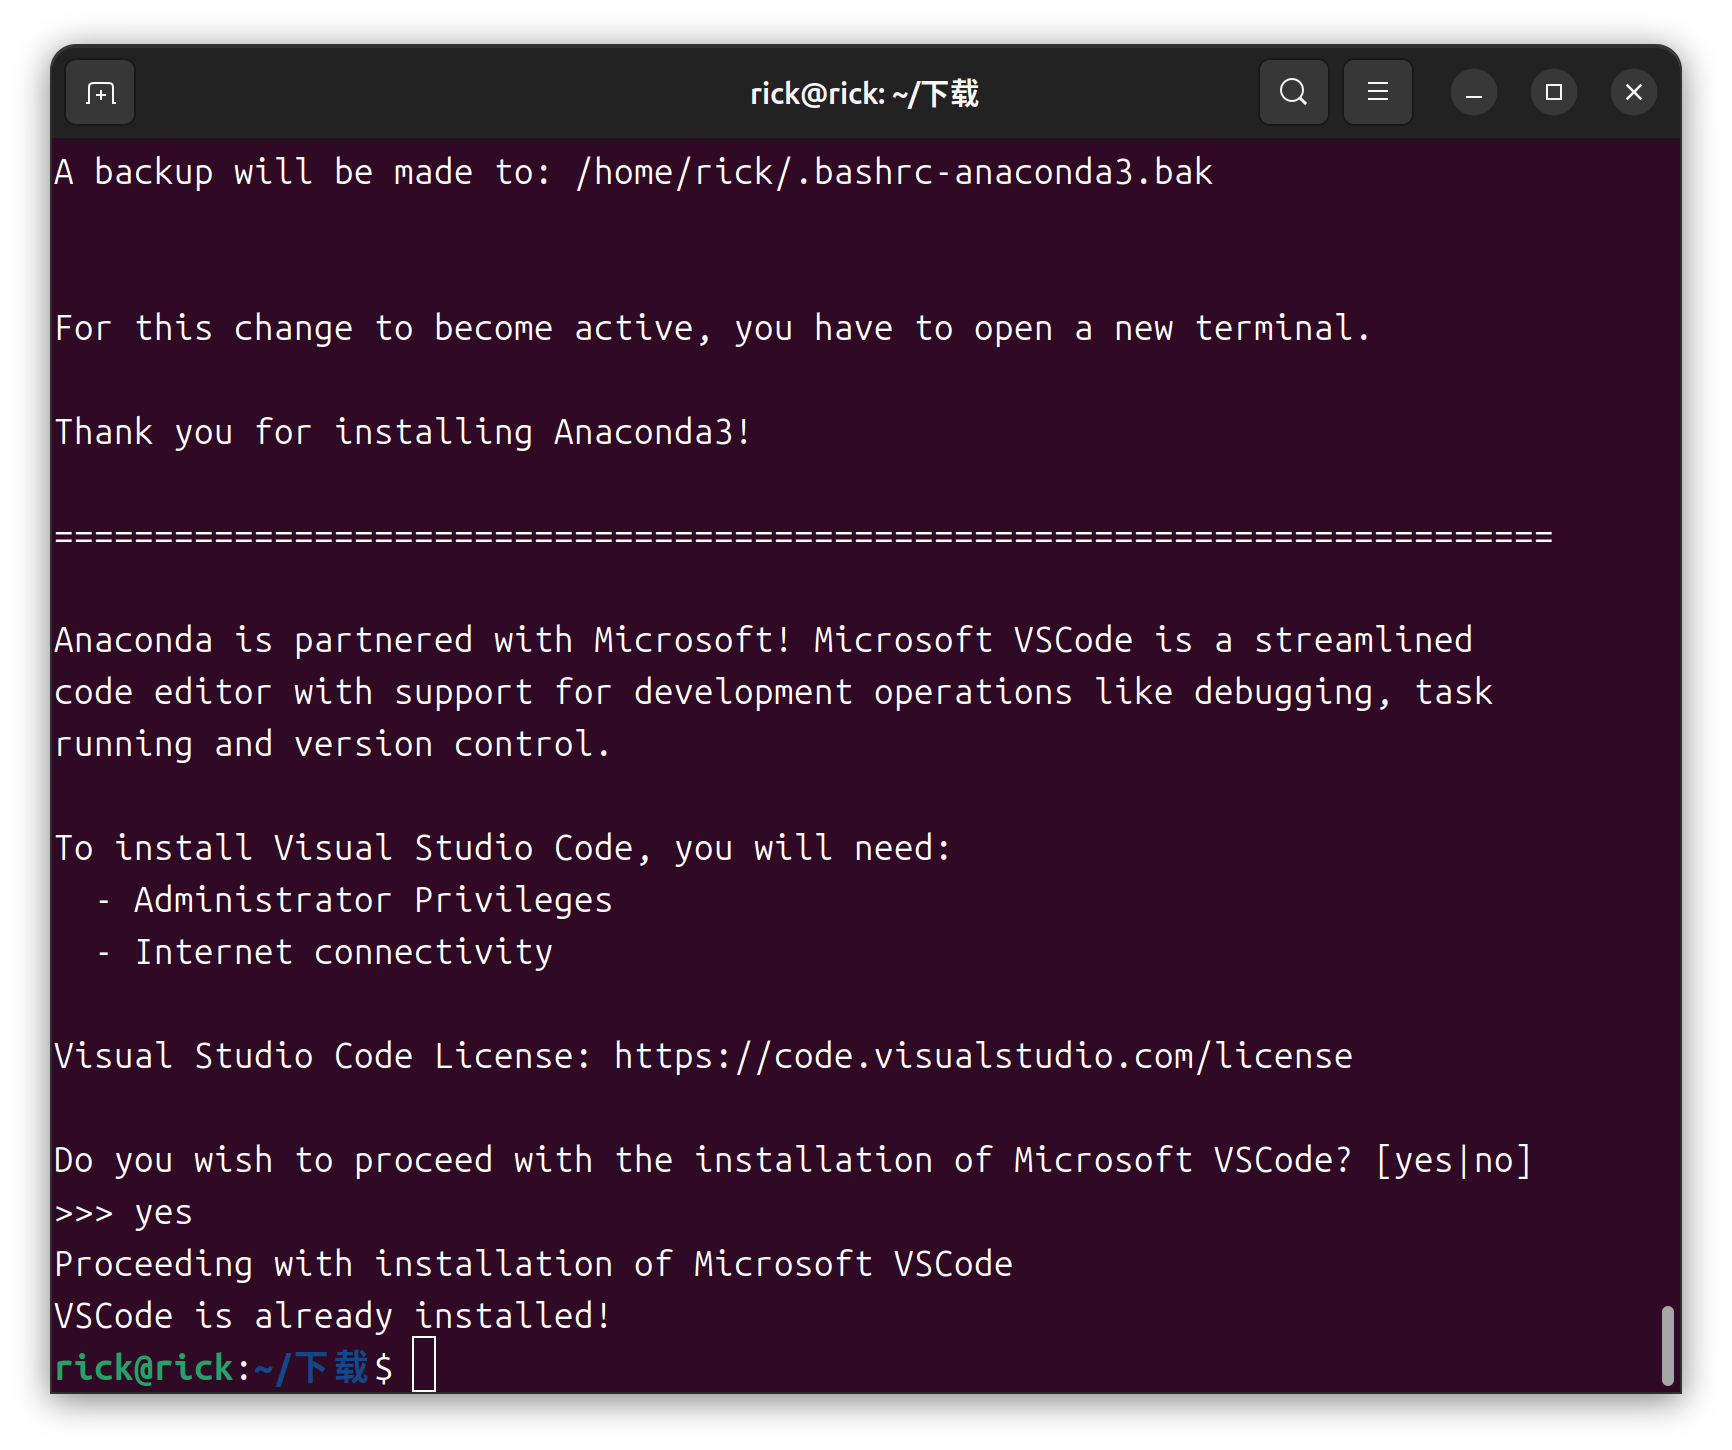 rick@rick: ~/下载
A backup will be made to: /home/rick/.bashrc-anaconda3.bak
For this change to become active, you have to open a new terminal.
Thank you for installing Anaconda3!
===========================================================================
Anaconda is partnered with Microsoft! Microsoft VSCode is a streamlined
code editor with support for development operations like debugging, task
running and version control.
To install Visual Studio Code, you will need:
  - Administrator Privileges
  - Internet connectivity
Visual Studio Code License: https://code.visualstudio.com/license
Do you wish to proceed with the installation of Microsoft VSCode? [yes|no]
>>> yes
Proceeding with installation of Microsoft VSCode
VSCode is already installed!
rick@rick:~/下载$